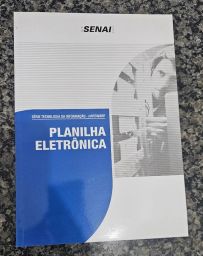 SENAI
SÉRIE TECNOLOGIA DA INFORMAÇÃO - HARDWARE
PLANILHA
ELETRÔNICA